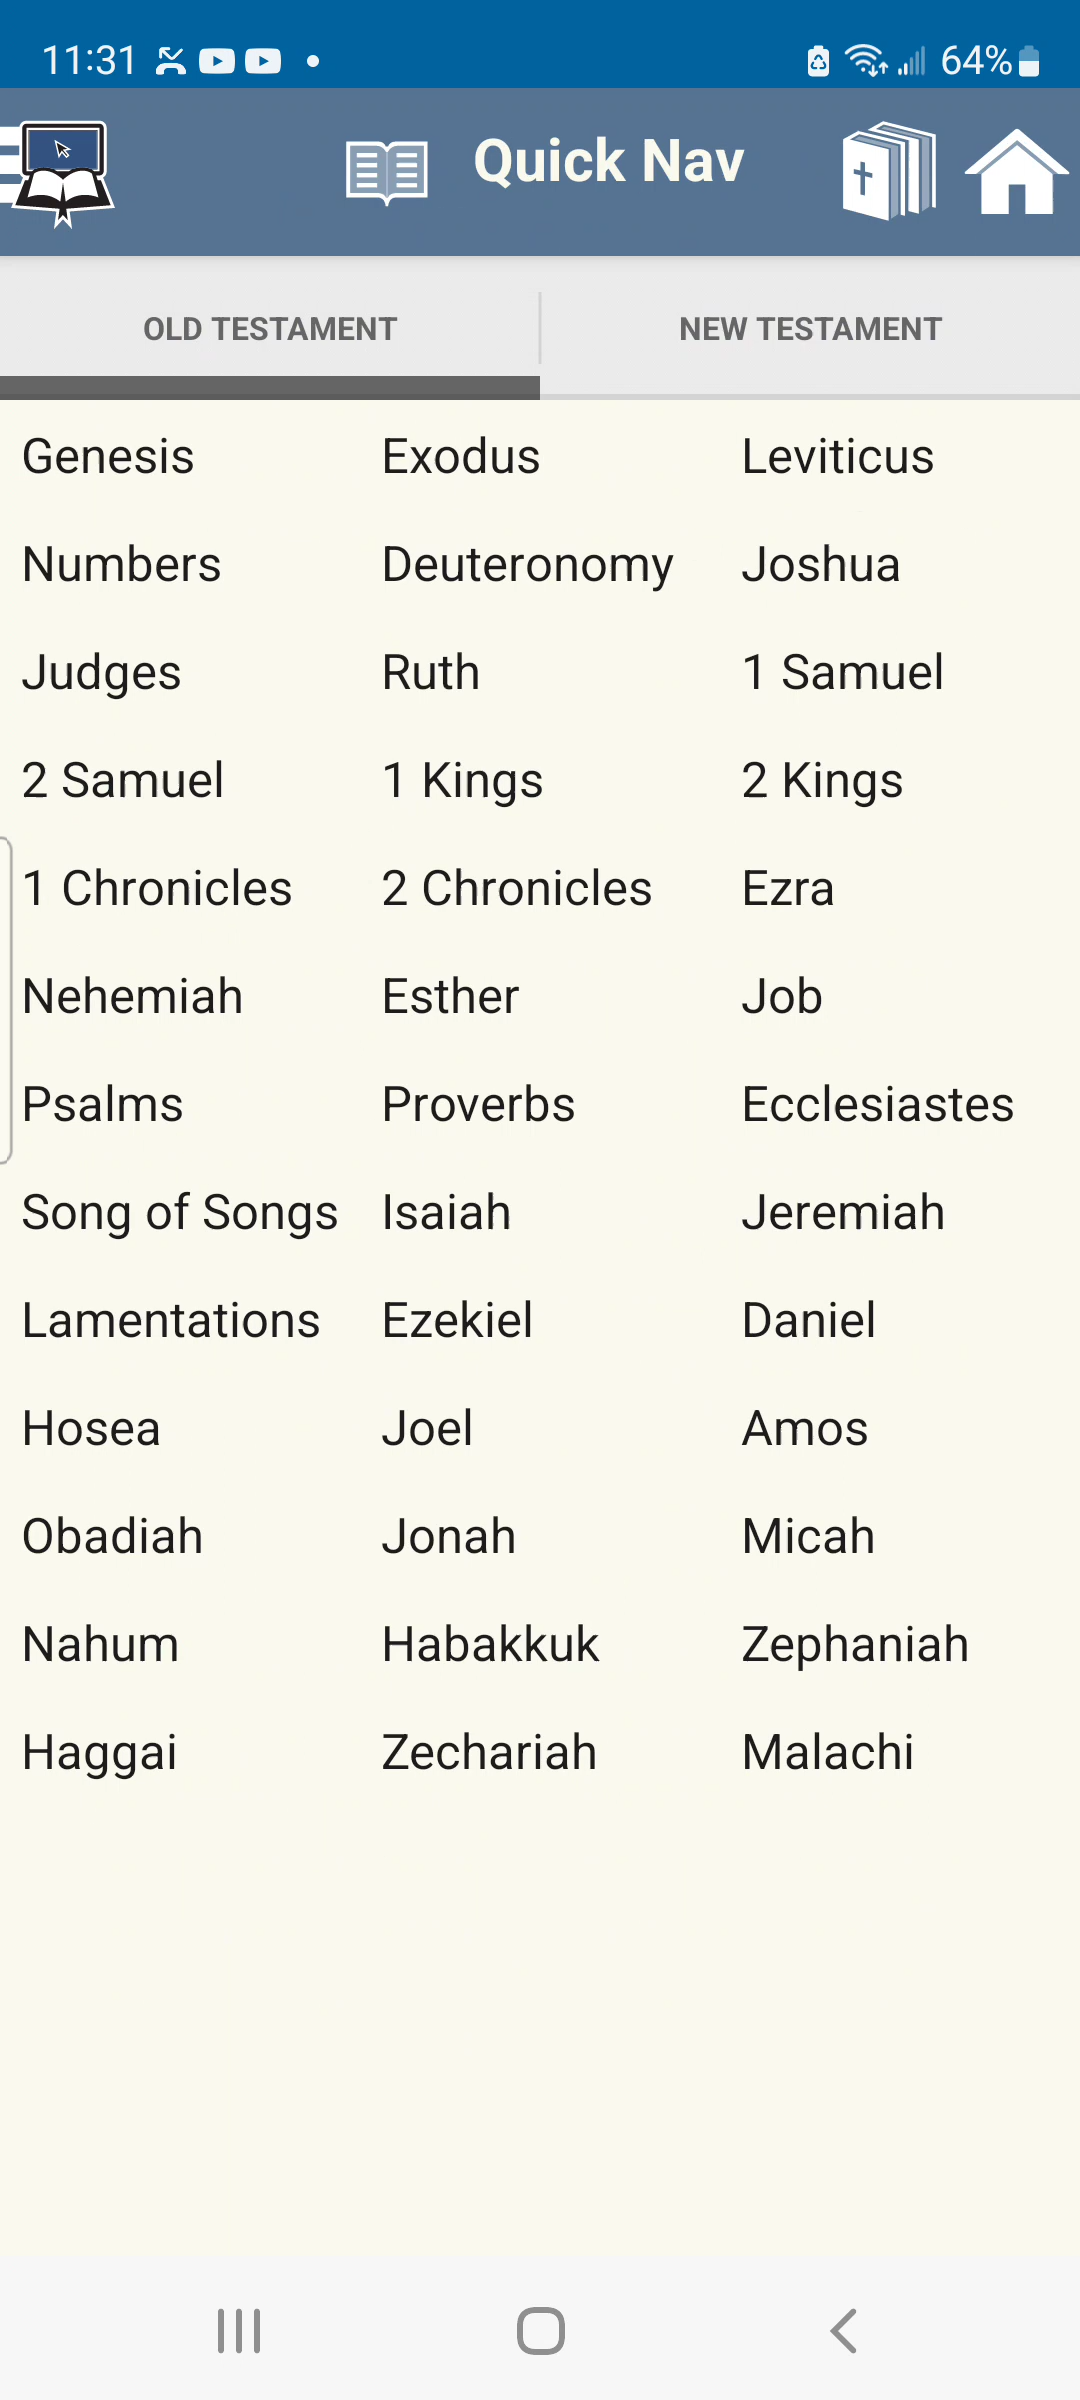 11:31 64%
Quick Nav
OLD TESTAMENT NEW TESTAMENT
Genesis Exodus Leviticus
Numbers Deuteronomy Joshua
Judges Ruth 1 Samuel
2 Samuel 1 Kings 2 Kings
1 Chronicles 2 Chronicles Ezra
Nehemiah Esther Job
Psalms Proverbs Ecclesiastes
Song of Songs Isaiah Jeremiah
Lamentations Ezekiel Daniel
Hosea Joel Amos
Obadiah Jonah Micah
Nahum Habakkuk Zephaniah
Haggai Zechariah Malachi